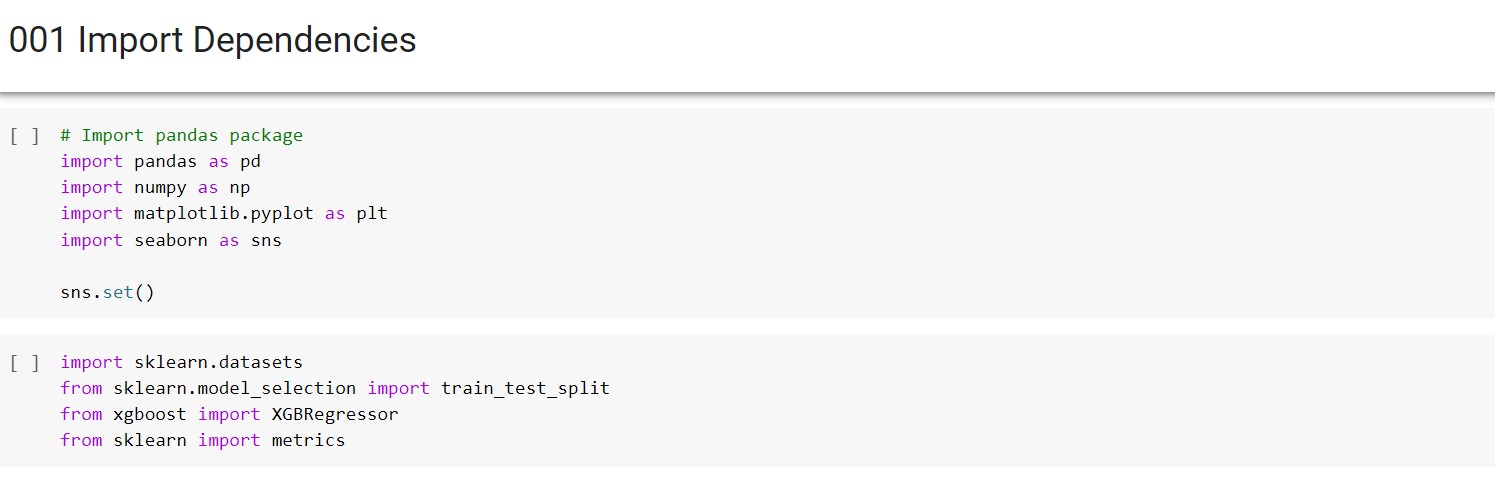 001 Import Dependencies
[ ] # Import pandas package
import pandas as pd
import numpy as np
import matplotlib.pyplot as plt
import seaborn as sns
sns.set()
[ ] import sklearn.datasets
from sklearn.model_selection import train_test_split
from xgboost import XGBRegressor
from sklearn import metrics